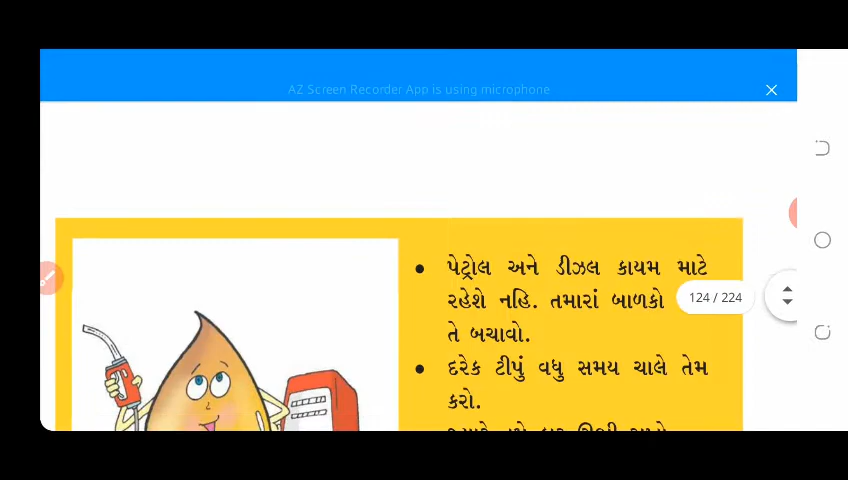 AZ Screen Recorder App is using microphone
પેટ્રોલ અને ડીઝલ કાયમ માટે
રહેશે નહિ. તમારાં બાળકો
124 / 224
તે બચાવો.
દરેક ટીપું વધુ સમય ચાલે તેમ
કરો.